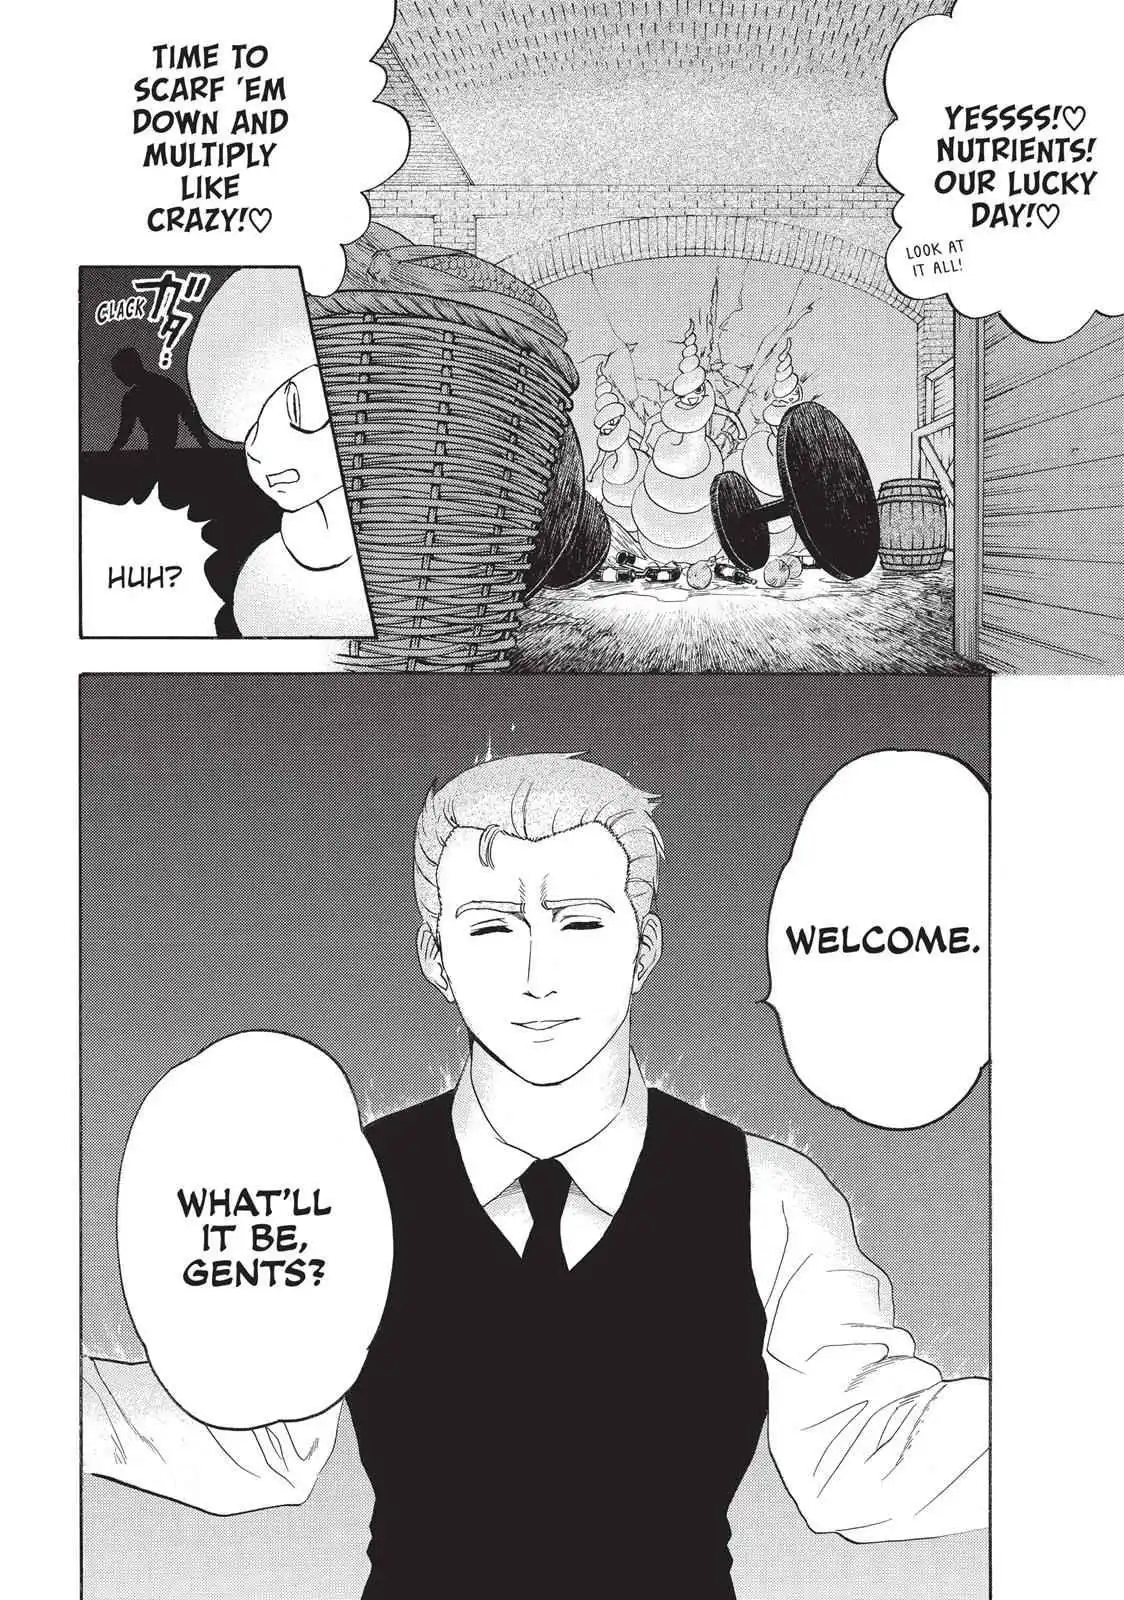 YESSSS!♡
NUTRIENTS!
OUR LUCKY
DAY!♡
LOOK AT
IT ALL!
TIME TO
SCARF 'EM
DOWN AND
MULTIPLY
LIKE
CRAZY!♡
ガタ!
CLACK
HUH?
WELCOME.
WHAT'LL
IT BE,
GENTS?